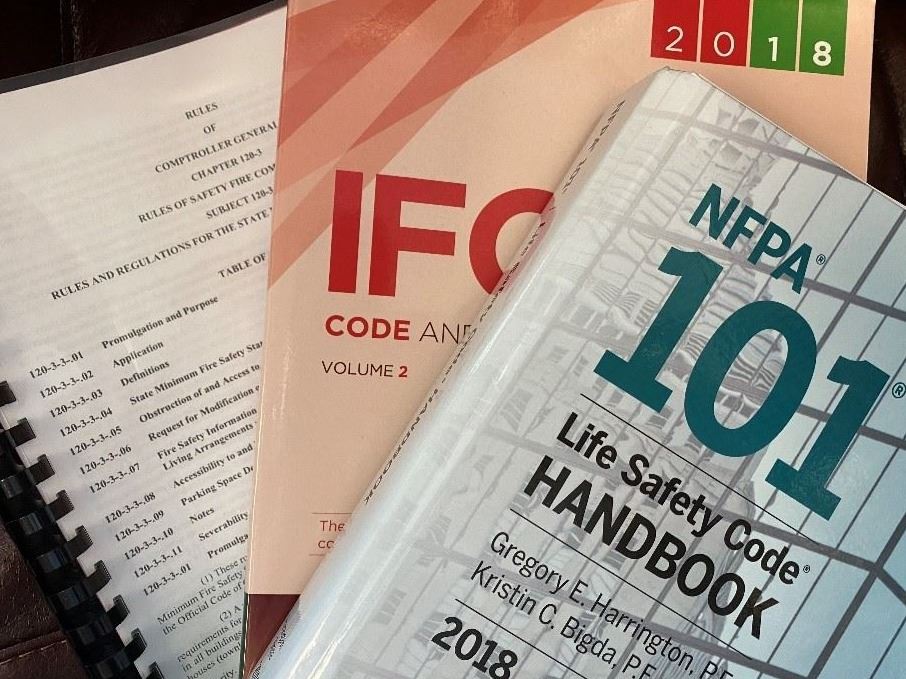 RULES
OF
COMPTROLLER GENERAL
CHAPTER 120-3
RULES OF SAFETY FIRE COM
SUBJECT 120-3
RULES AND REGULATIONS FOR THE STATE
TABLE OF
120-3-3-.01 Promulgation and Purpose
120-3-3-.02 Application
120-3-3-.03 Definitions
120-3-3-.04 State Minimum Fire Safety Sta
120-3-3-.05 Obstruction of and Access to
120-3-3-.06 Request for Modification
120-3-3-.07 Fire Safety Information
Living Arrangements
120-3-3-.08 Accessibility to and
120-3-3-.09 Parking Space De
120-3-3-.10 Notes
120-3-3-.11 Severability
120-3-3-.01 Promulga
(1) These
Minimum Fire Safety
the Official Code of
(2) A
requirements for
in all buildings
houses (town
2018
IFC
CODE AND
VOLUME 2
The
co
NFPA®
101®
Life Safety Code®
HANDBOOK
Gregory E. Harrington, P.E.
Kristin C. Bigda, P.E.
2018
HANDBOOK